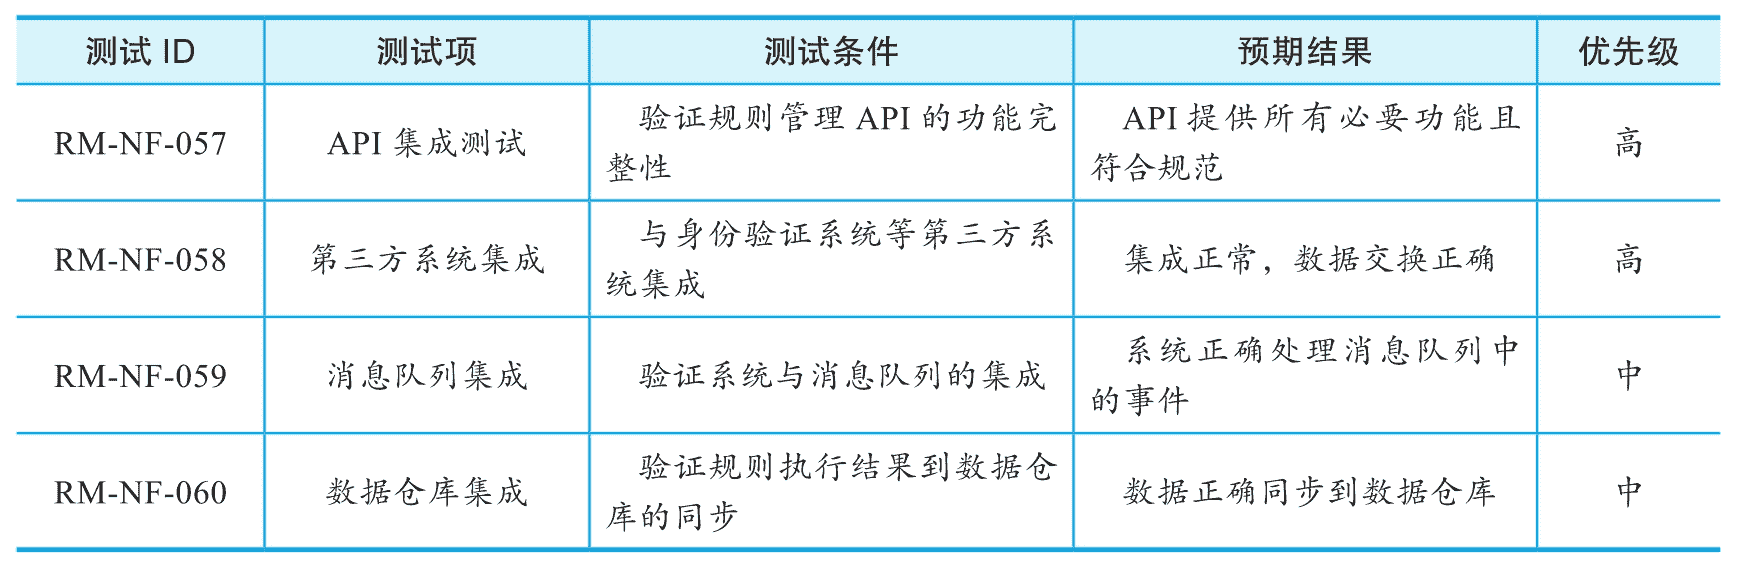 测试 ID 测试项 测试条件 预期结果 优先级
RM-NF-057 API 集成测试 验证规则管理 API 的功能完
整性 API 提供所有必要功能且
符合规范 高
RM-NF-058 第三方系统集成 与身份验证系统等第三方系
统集成 集成正常，数据交换正确 高
RM-NF-059 消息队列集成 验证系统与消息队列的集成 系统正确处理消息队列中
的事件 中
RM-NF-060 数据仓库集成 验证规则执行结果到数据仓
库的同步 数据正确同步到数据仓库 中